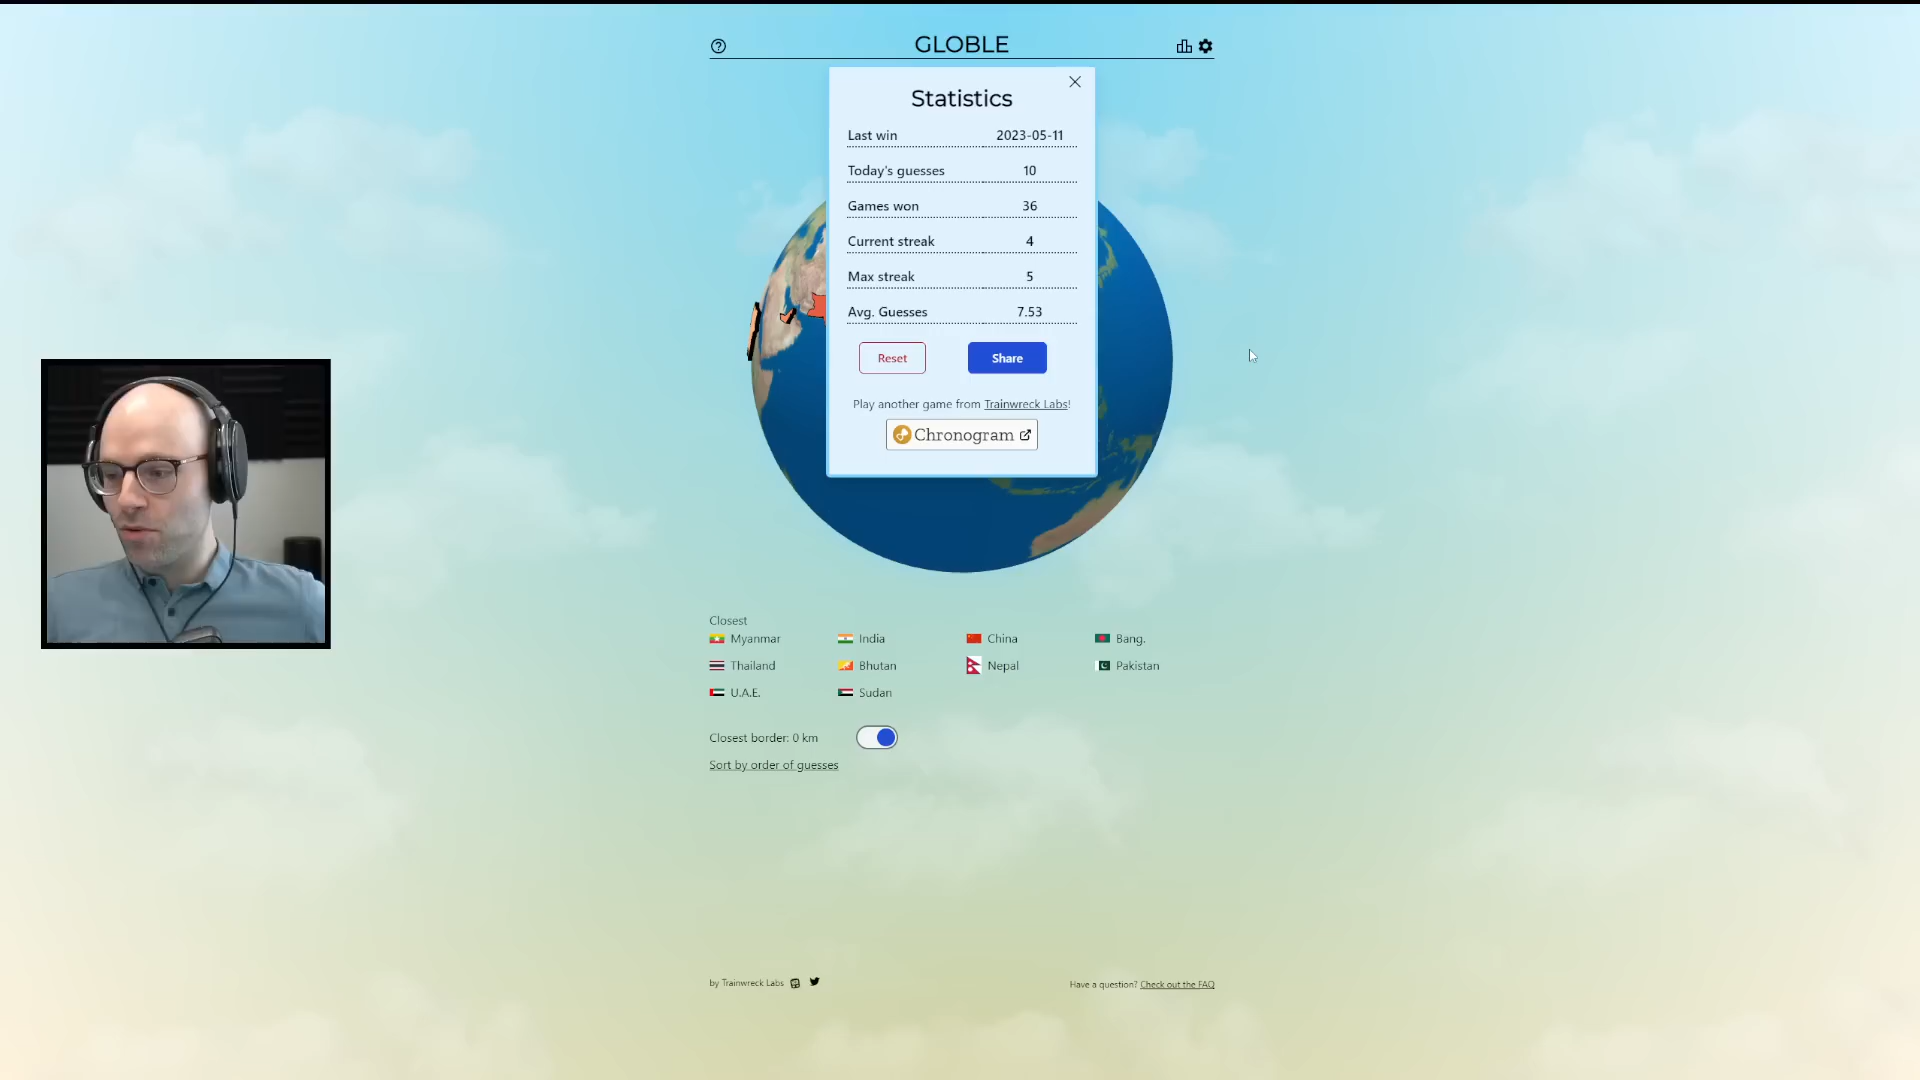 GLOBLE
Statistics
Last win 2023-05-11
Today's guesses 10
Games won 36
Current streak 4
Max streak 5
Avg. Guesses 7.53
Reset Share
Play another game from Trainwreck Labs!
Chronogram
Closest
Myanmar India China Bang.
Thailand Bhutan Nepal Pakistan
U.A.E. Sudan
Closest border: 0 km
Sort by order of guesses
by Trainwreck Labs Have a question? Check out the FAQ